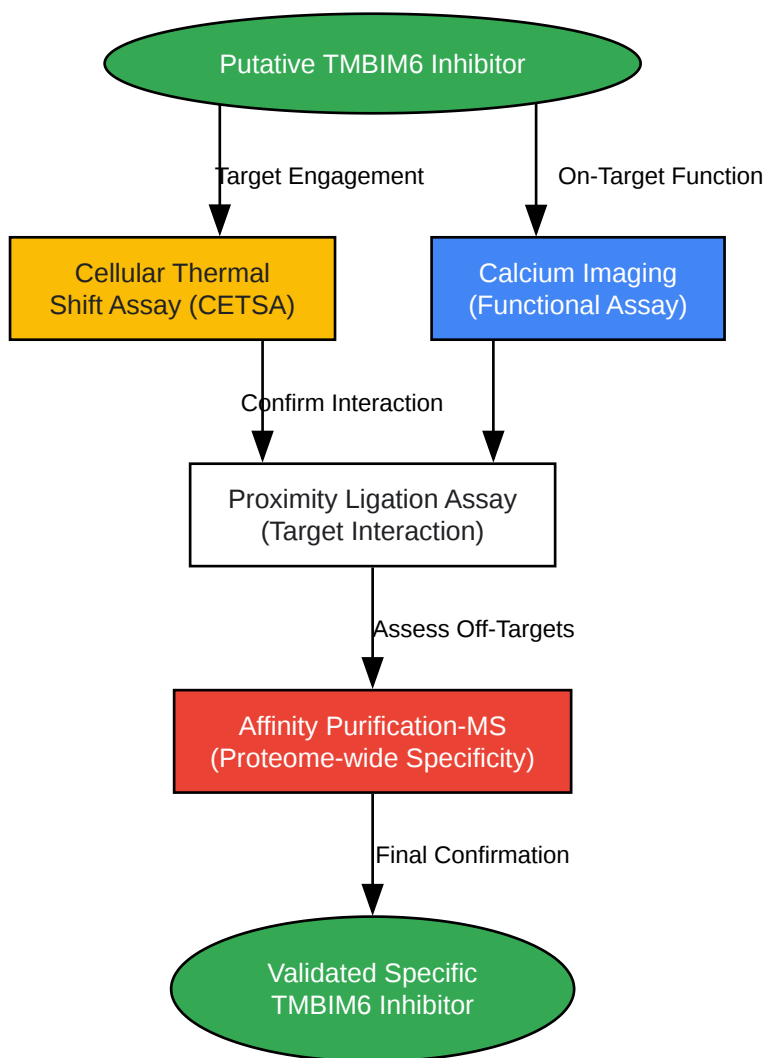 Putative TMBIM6 Inhibitor
Target Engagement
On-Target Function
Cellular Thermal
Shift Assay (CETSA)
Calcium Imaging
(Functional Assay)
Confirm Interaction
Proximity Ligation Assay
(Target Interaction)
Assess Off-Targets
Affinity Purification-MS
(Proteome-wide Specificity)
Final Confirmation
Validated Specific
TMBIM6 Inhibitor